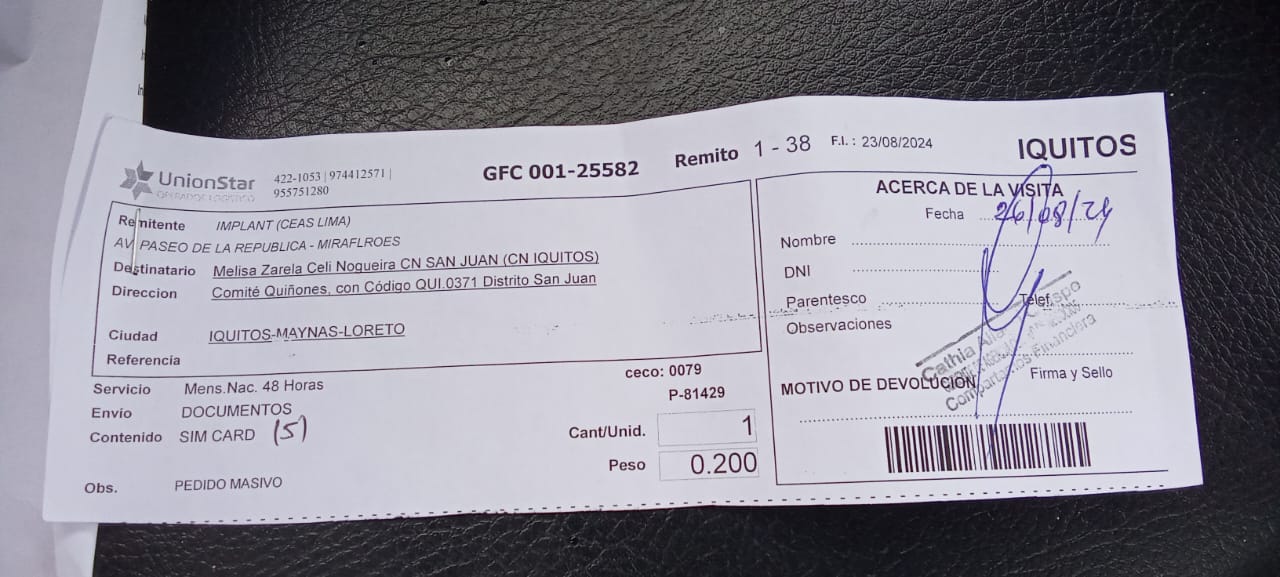 UnionStar
OPERADOR LOGISTICO
422-1053 | 974412571 |
955751280
GFC 001-25582
Remito 1 - 38
F.I. : 23/08/2024
IQUITOS
Remitente IMPLANT (CEAS LIMA)
AV. PASEO DE LA REPUBLICA - MIRAFLROES
Destinatario Melisa Zarela Celi Nogueira CN SAN JUAN (CN IQUITOS)
Direccion Comité Quiñones, con Código QUI.0371 Distrito San Juan
Ciudad IQUITOS-MAYNAS-LORETO
Referencia
Servicio Mens.Nac. 48 Horas
Envío DOCUMENTOS
Contenido SIM CARD (5)
Obs. PEDIDO MASIVO
ceco: 0079
P-81429
Cant/Unid. 1
Peso 0.200
ACERCA DE LA VISITA
Fecha 26/08/24
Nombre
DNI
Parentesco Telef.
Observaciones
Cathia
Compartamos Financiera
Firma y Sello
MOTIVO DE DEVOLUCION